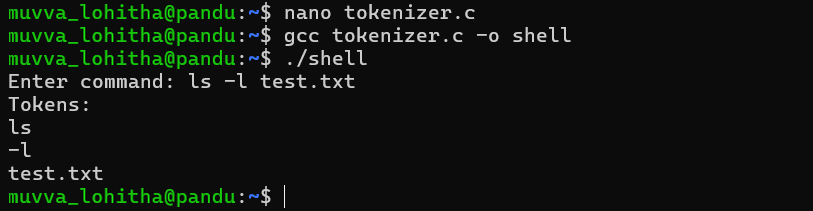 muvva_lohitha@pandu:~$ nano tokenizer.c
muvva_lohitha@pandu:~$ gcc tokenizer.c -o shell
muvva_lohitha@pandu:~$ ./shell
Enter command: ls -l test.txt
Tokens:
ls
-l
test.txt
muvva_lohitha@pandu:~$